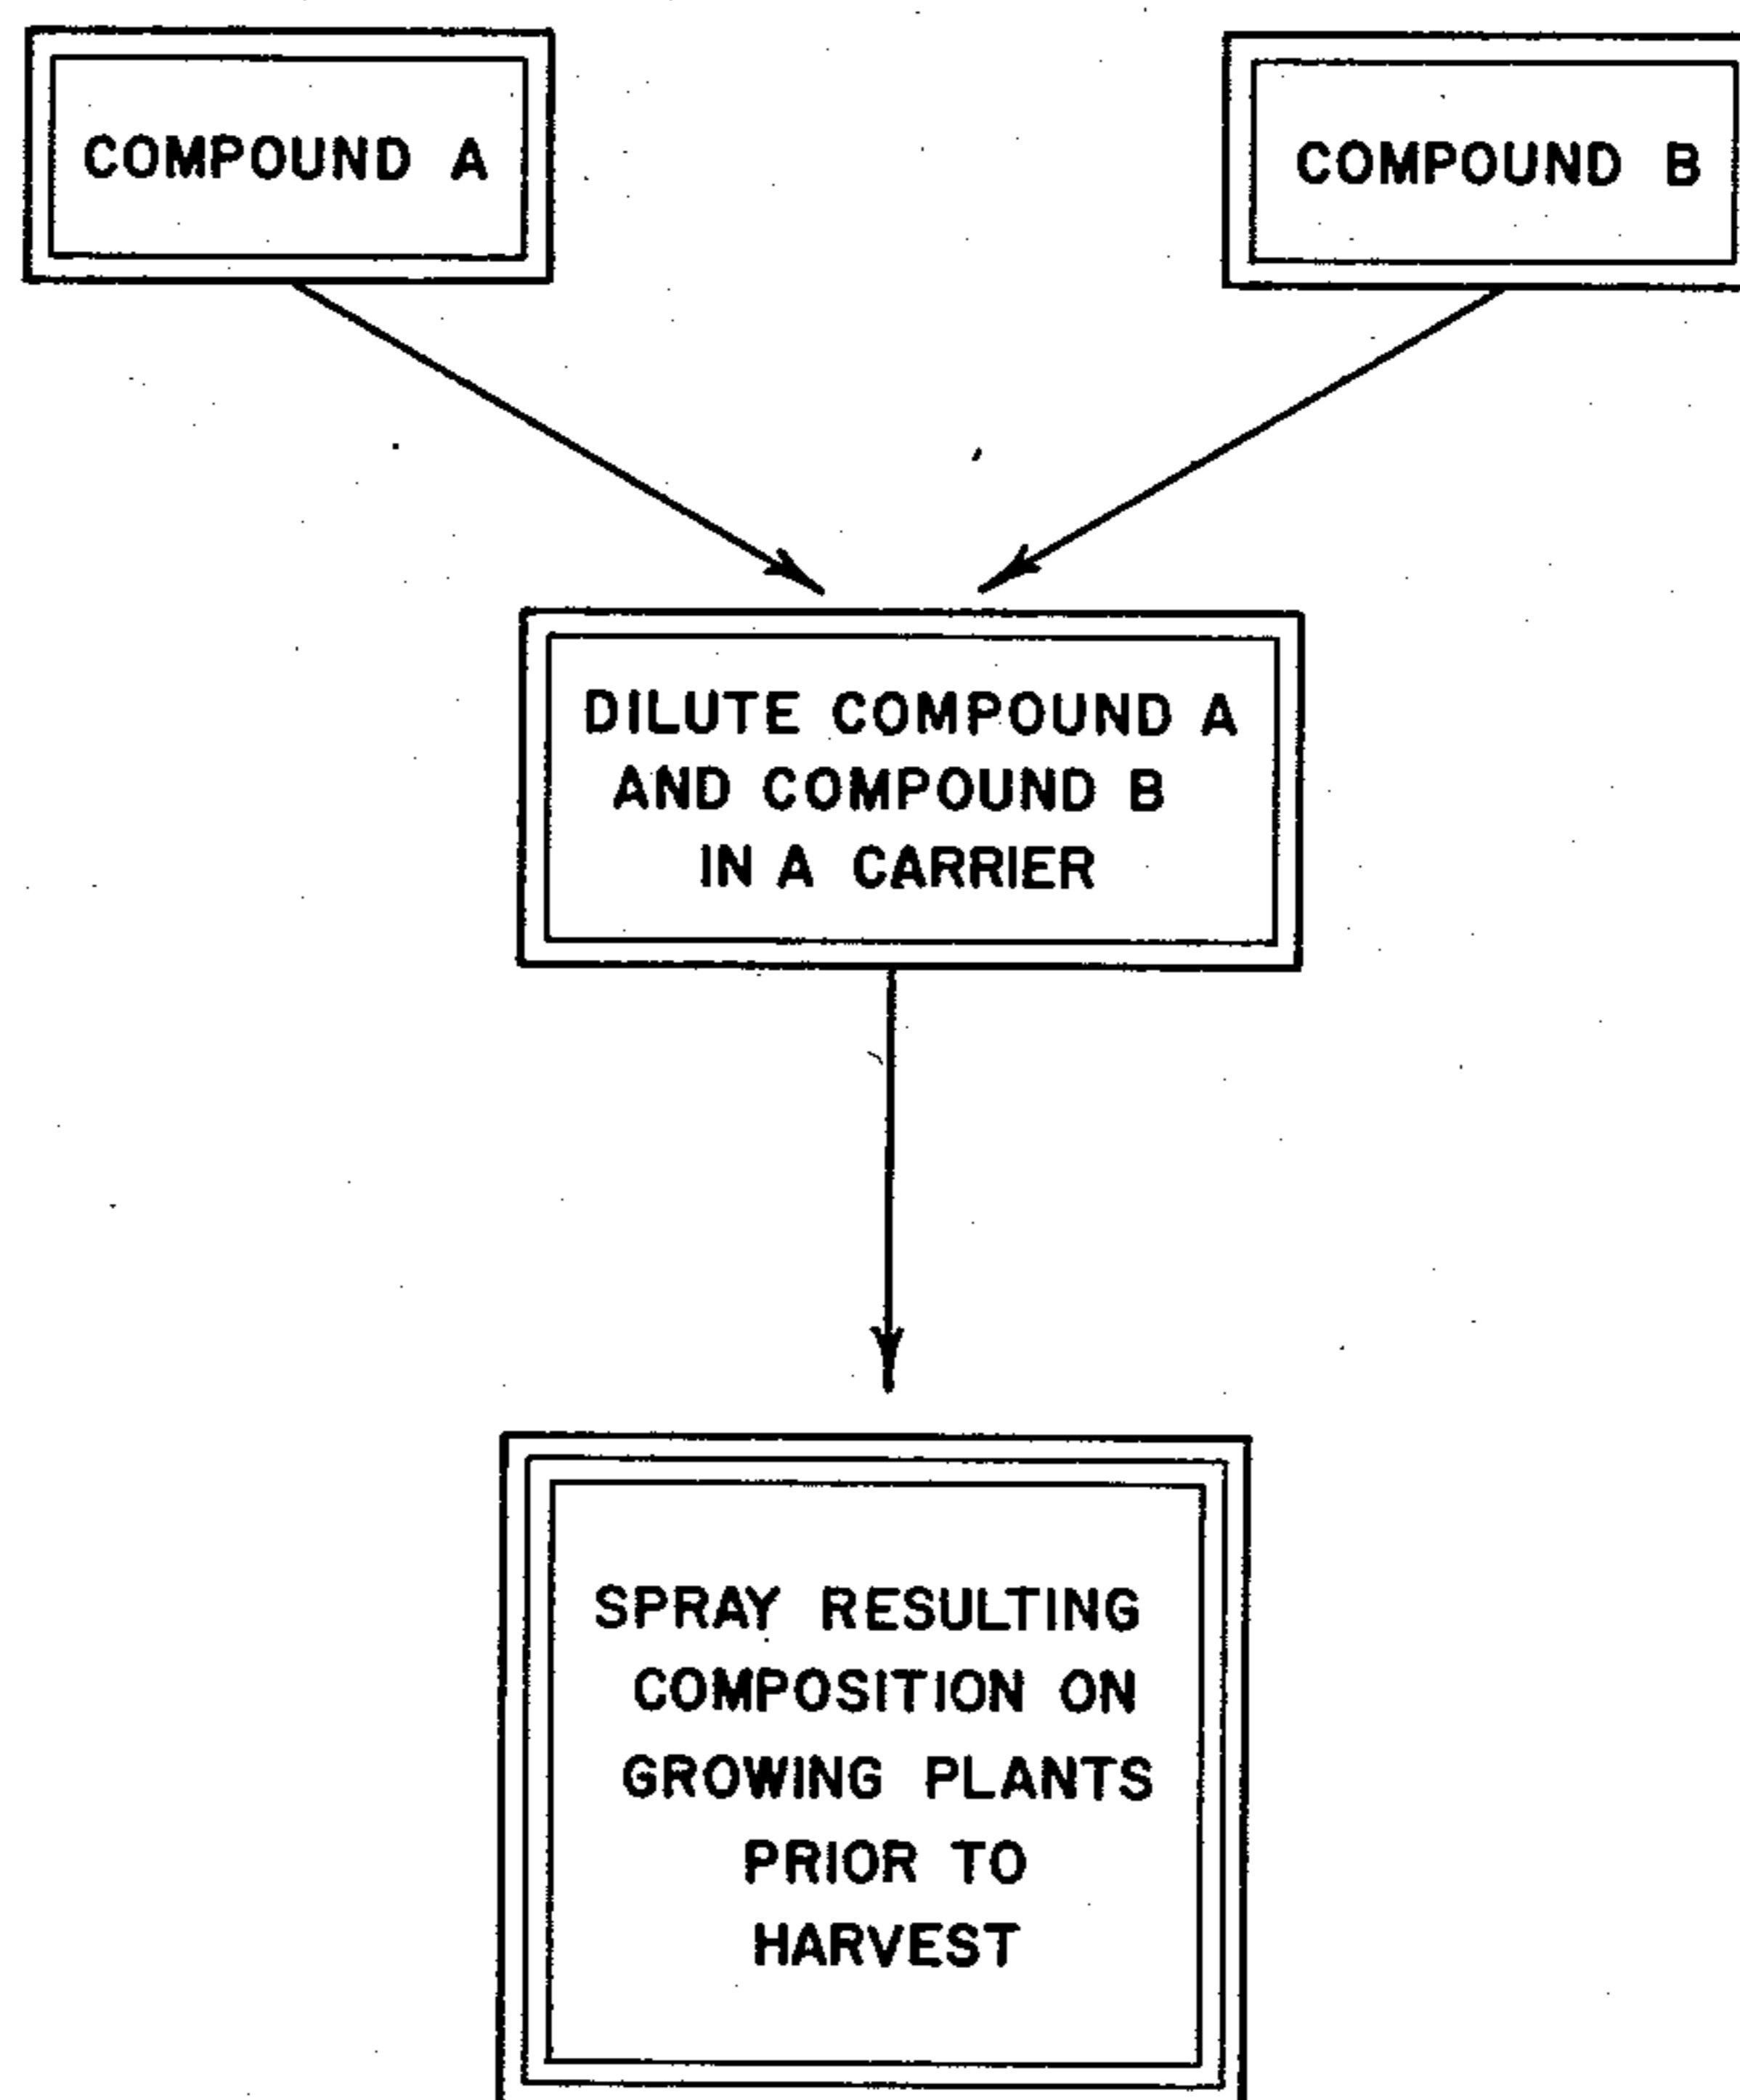 COMPOUND A
COMPOUND B
DILUTE COMPOUND A
AND COMPOUND B
IN A CARRIER
SPRAY RESULTING
COMPOSITION ON
GROWING PLANTS
PRIOR TO
HARVEST